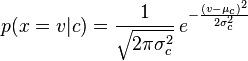 p(x = v|c) = \frac{1}{\sqrt{2\pi\sigma_c^2}} e^{-\frac{(v-\mu_c)^2}{2\sigma_c^2}}